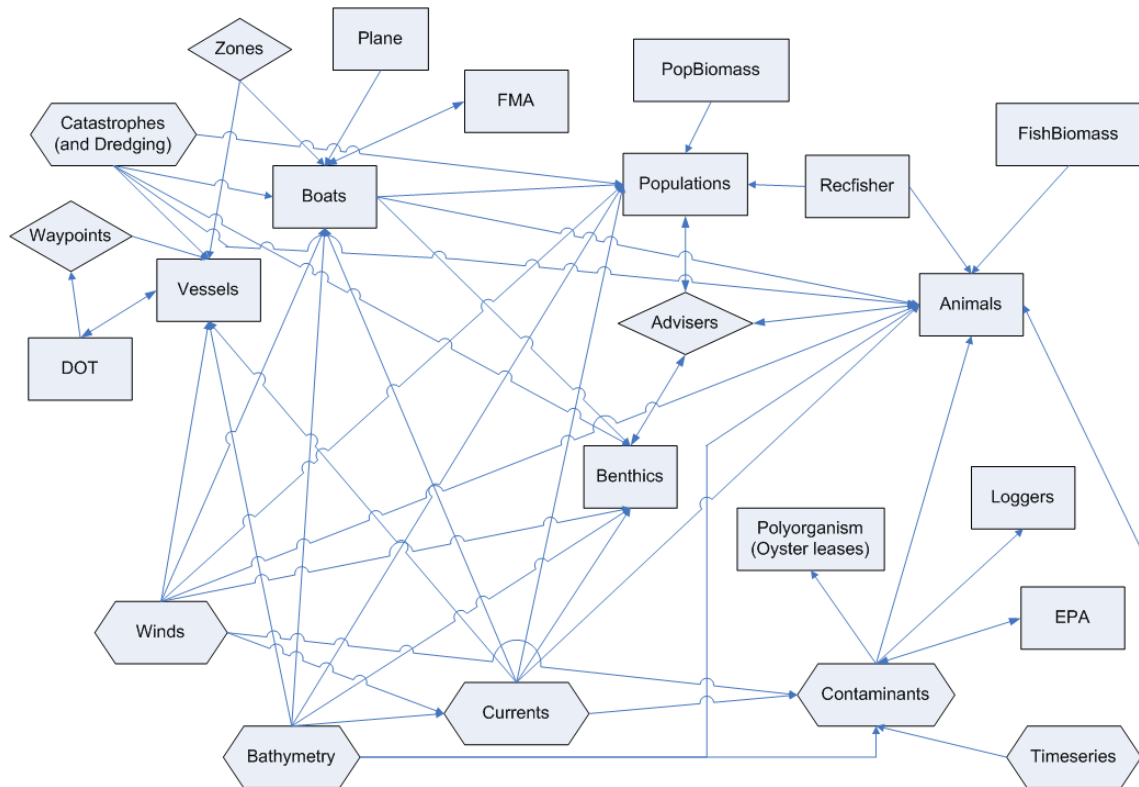 Zones
Plane
PopBiomass
FMA
Catastrophes
(and Dredging)
FishBiomass
Boats
Populations
Recfisher
Waypoints
Vessels
Animals
Advisers
DOT
Benthics
Loggers
Polyorganism
(Oyster leases)
Winds
EPA
Currents
Contaminants
Bathymetry
Timeseries